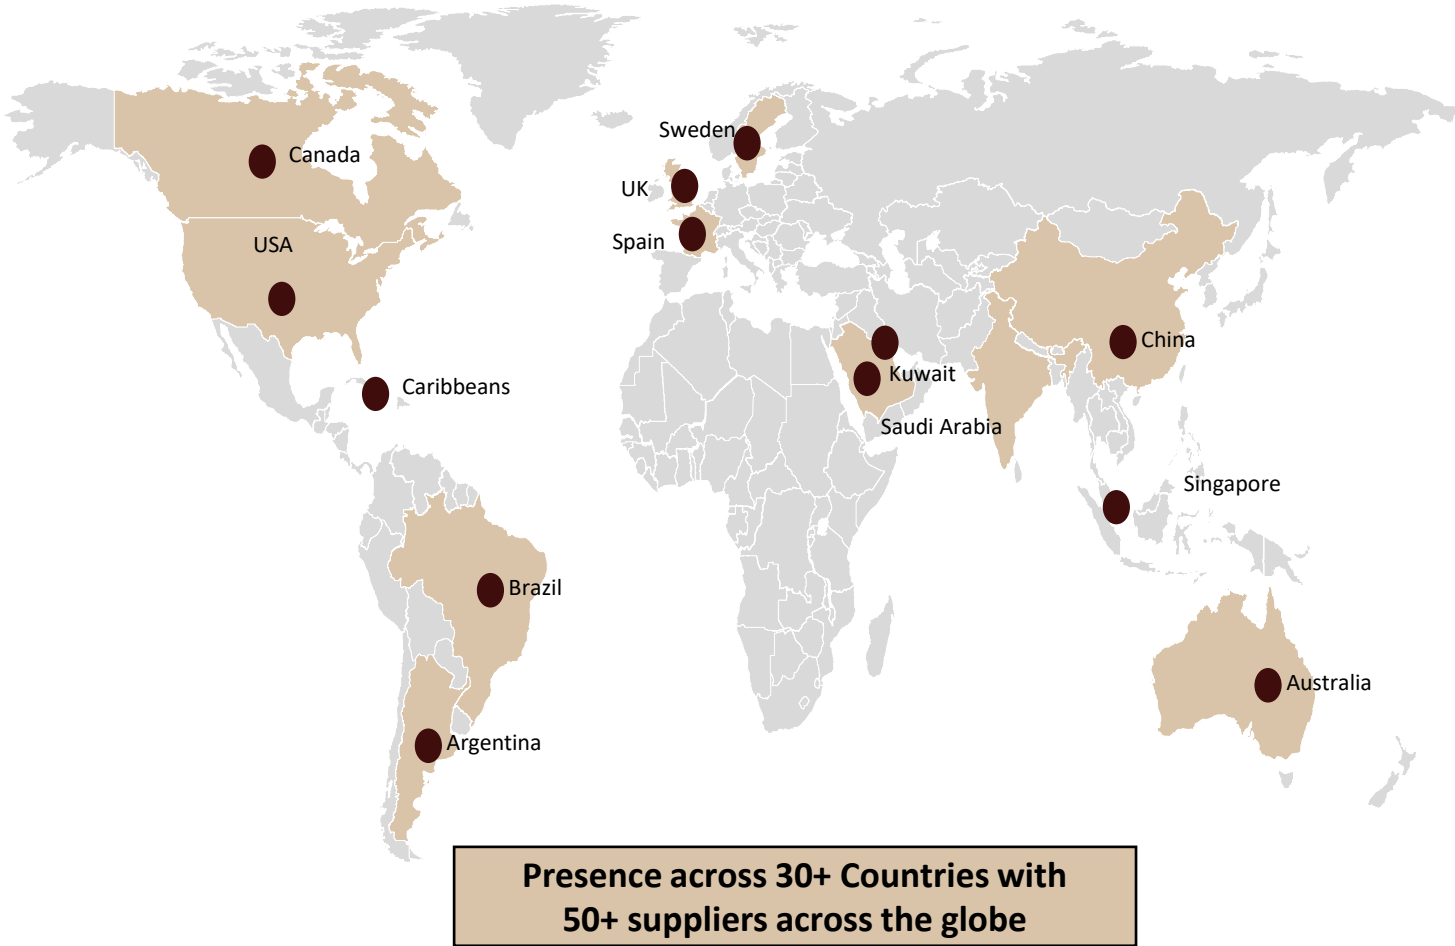 Sweden
Canada
UK
Spain
USA
China
Kuwait
Caribbeans
Saudi Arabia
Singapore
Brazil
Australia
Argentina
Presence across 30+ Countries with
50+ suppliers across the globe